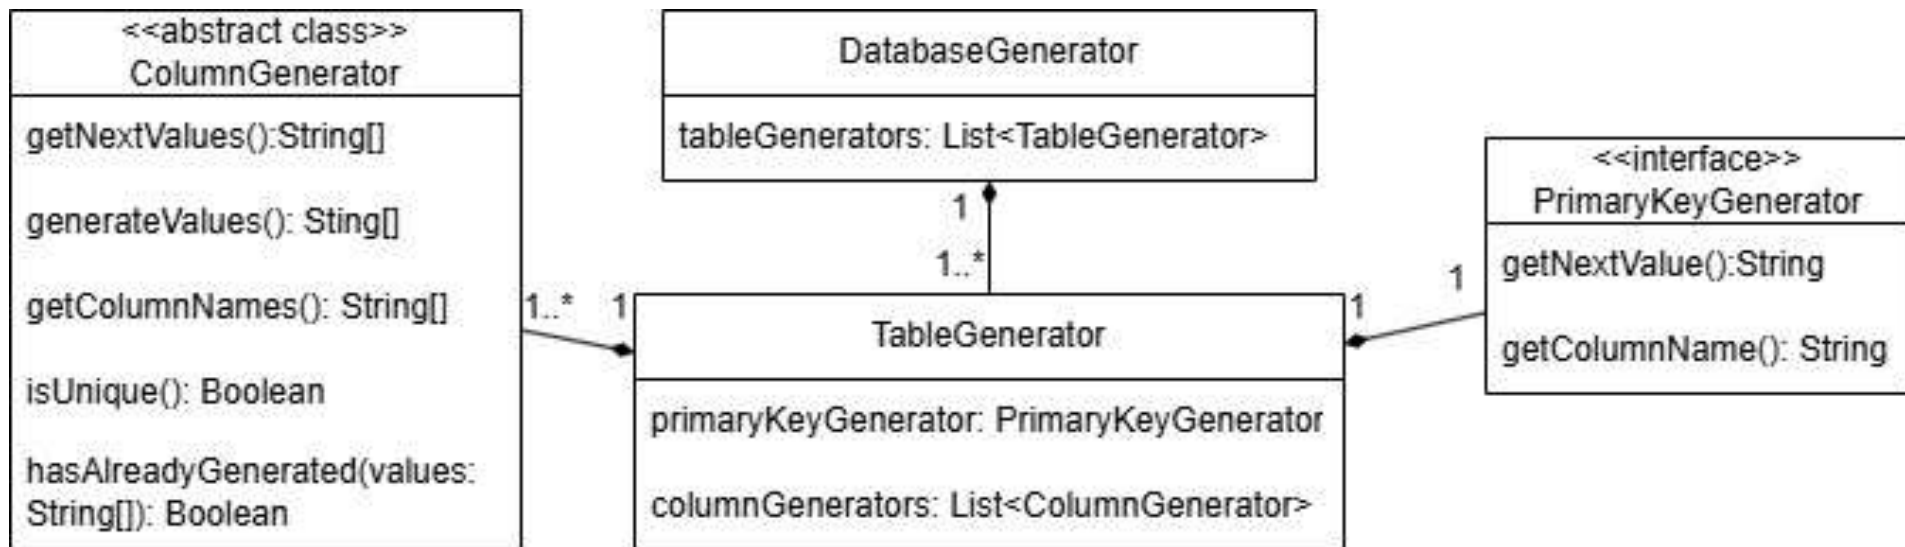 <<abstract class>>
ColumnGenerator
getNextValues():String[]
generateValues(): Sting[]
getColumnNames(): String[]
isUnique(): Boolean
hasAlreadyGenerated(values:
String[]): Boolean
DatabaseGenerator
tableGenerators: List<TableGenerator>
1
1..*
1..*
1
TableGenerator
primaryKeyGenerator: PrimaryKeyGenerator
columnGenerators: List<ColumnGenerator>
1
1
<<interface>>
PrimaryKeyGenerator
getNextValue():String
getColumnName(): String